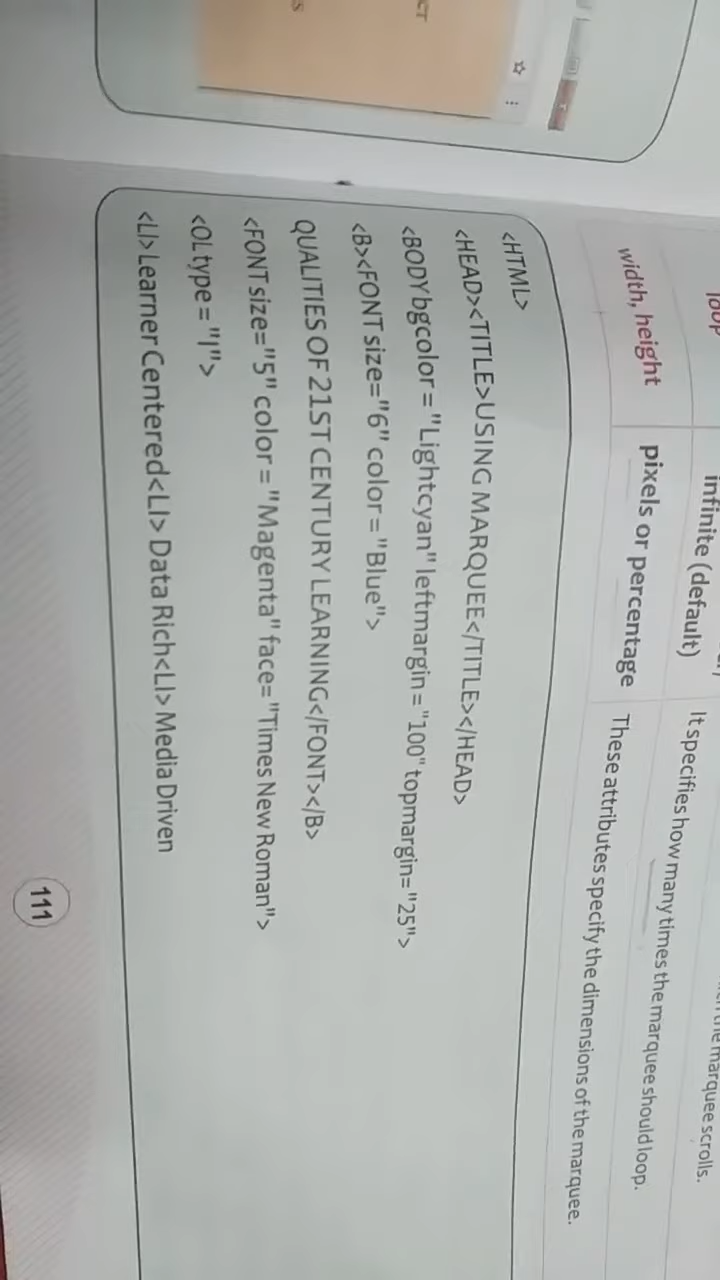 CT
S
loop
infinite (default)
It specifies how many times the marquee should loop.
the marquee scrolls.
width, height
pixels or percentage
These attributes specify the dimensions of the marquee.
<HTML>
<HEAD><TITLE>USING MARQUEE</TITLE></HEAD>
<BODY bgcolor = "Lightcyan" leftmargin = "100" topmargin= "25">
<B><FONT size="6" color = "Blue">
QUALITIES OF 21ST CENTURY LEARNING</FONT></B>
<FONT size="5" color = "Magenta" face= "Times New Roman">
<OL type = "I">
<LI> Learner Centered<LI> Data Rich<LI> Media Driven
111